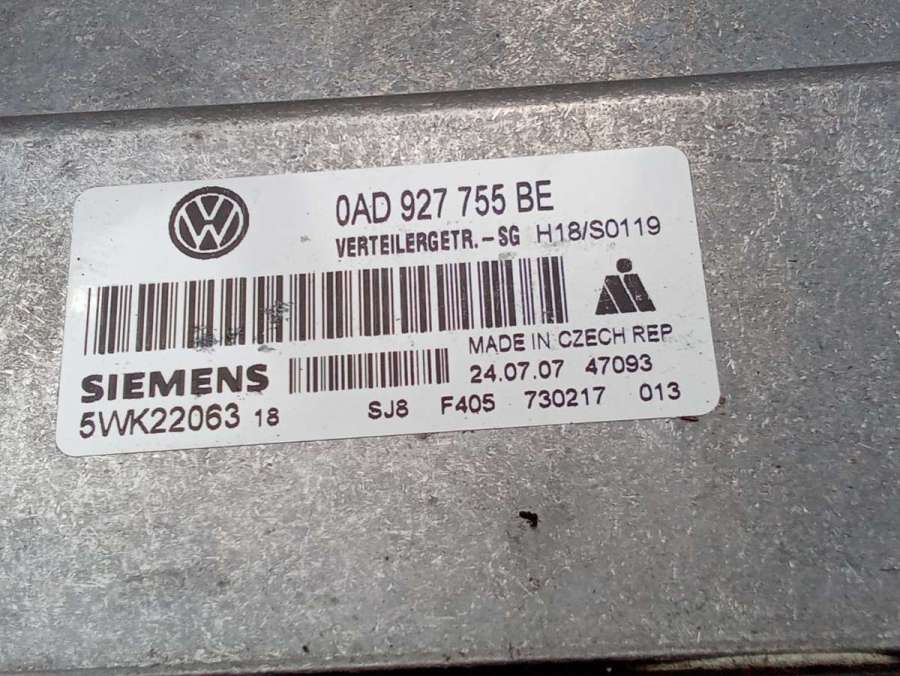 0AD 927 755 BE
VERTEILERGETR.-SG H18/S0119
MADE IN CZECH REP
SIEMENS
24.07.07 47093
5WK22063 18
SJ8 F405 730217 013